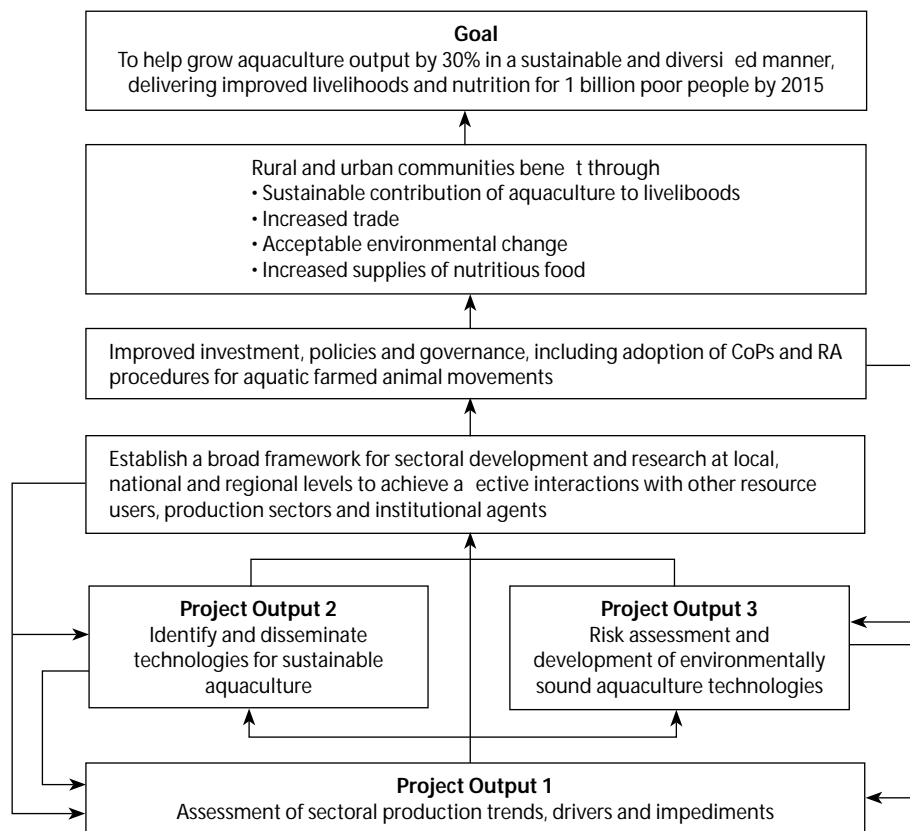 Goal
To help grow aquaculture output by 30% in a sustainable and diversi ed manner,
delivering improved livelihoods and nutrition for 1 billion poor people by 2015
Rural and urban communities bene t through
• Sustainable contribution of aquaculture to veliboods
• Increased trade
• Acceptable environmental change
• Increased supplies of nutritious food
Improved investment, policies and governance, including adoption of CoPs and RA
procedures for aquatic farmed animal movements
Establish a broad framework for sectoral development and research at local,
national and regional levels to achieve a ective interactions with other resource
users, production sectors and institutional agents
Project Output 2
Identify and disseminate
technologies for sustainable
aquaculture
Project Output 3
Risk assessment and
development of environmentally
sound aquaculture technologies
Project Output 1
Assessment of sectoral production trends, drivers and impediments